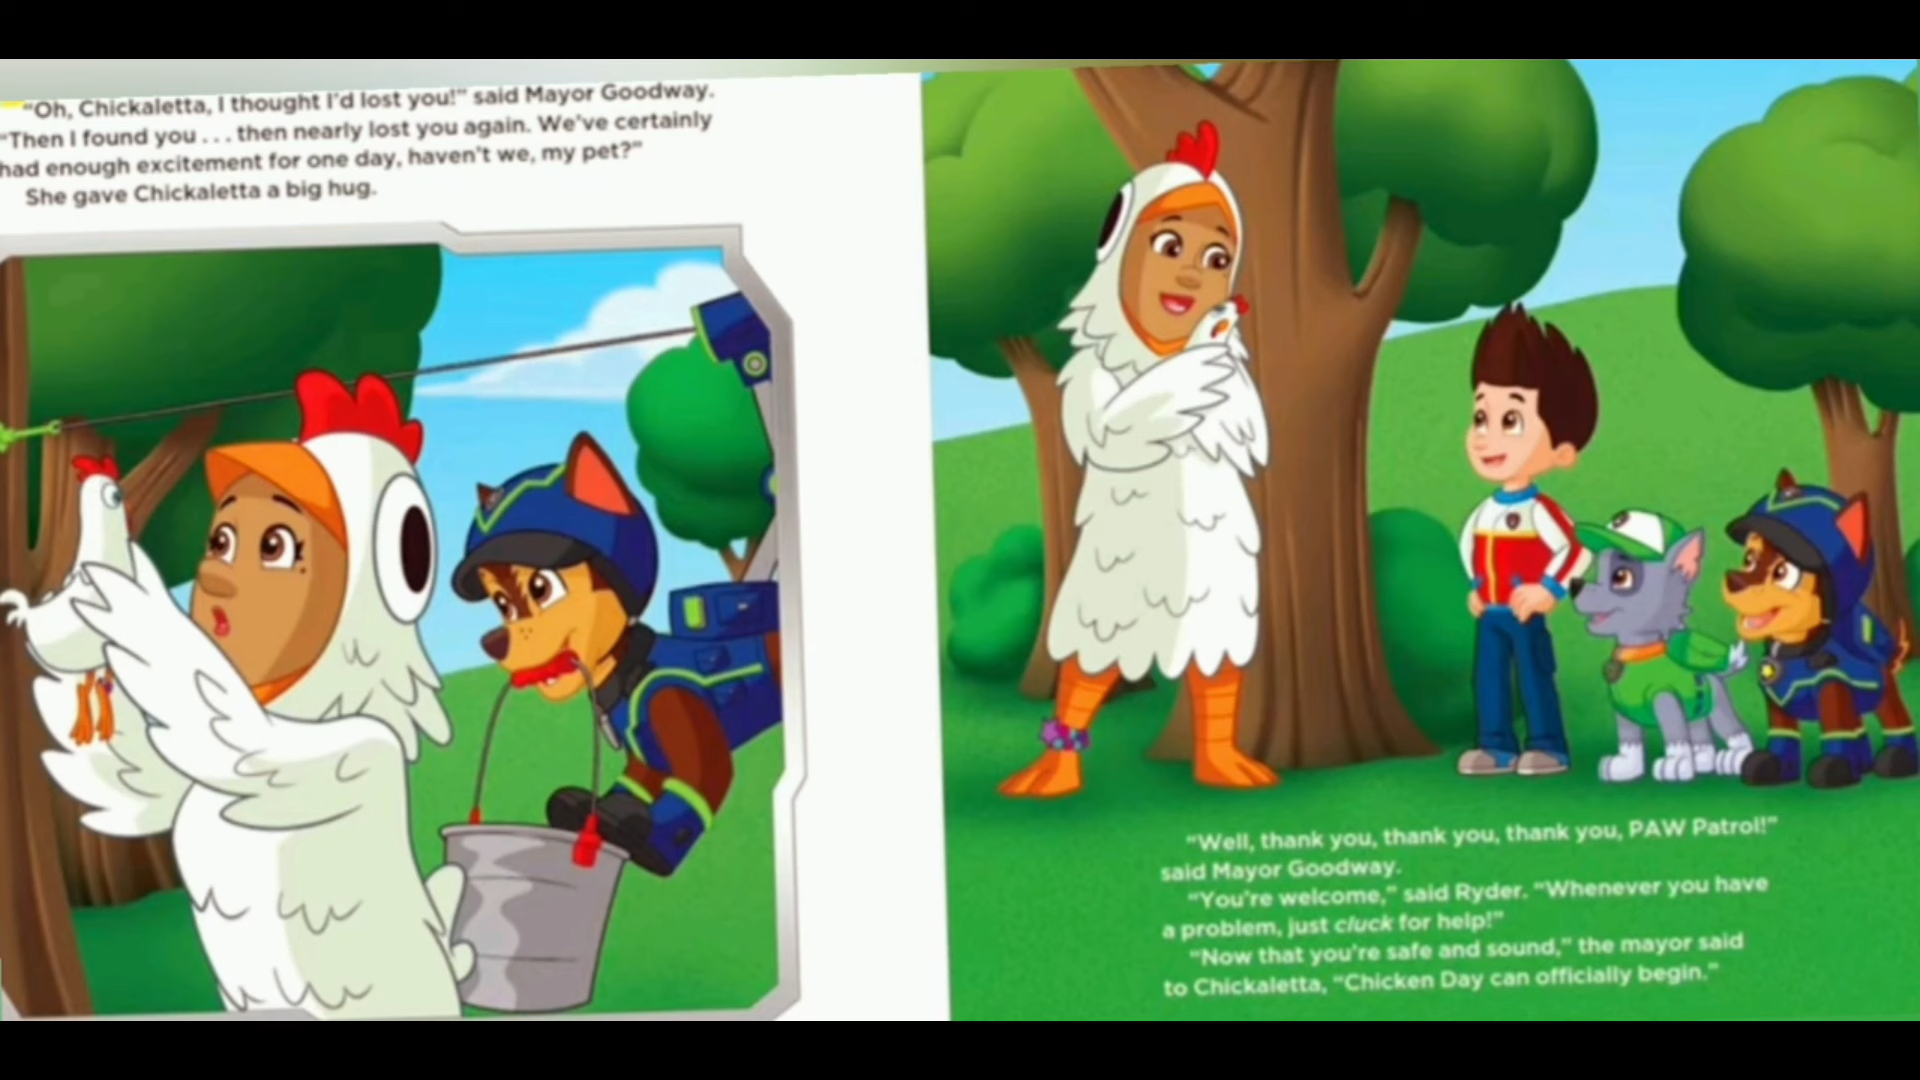 “Oh, Chickaletta, I thought I’d lost you!” said Mayor Goodway.
“Then I found you . . . then nearly lost you again. We’ve certainly
had enough excitement for one day, haven’t we, my pet?”
She gave Chickaletta a big hug.
“Well, thank you, thank you, thank you, PAW Patrol!”
said Mayor Goodway.
“You’re welcome,” said Ryder. “Whenever you have
a problem, just cluck for help!”
“Now that you’re safe and sound,” the mayor said
to Chickaletta, “Chicken Day can officially begin.”